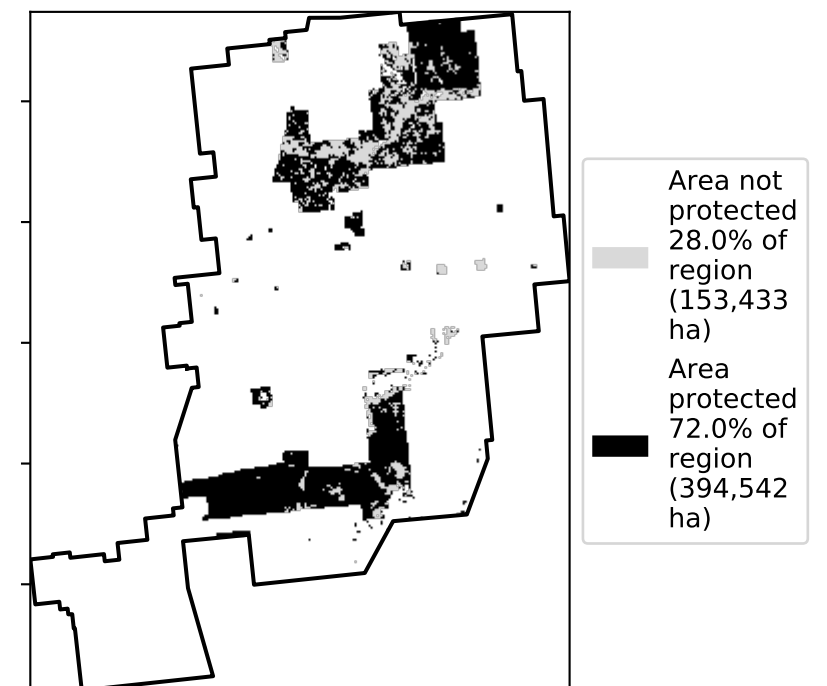 Area not
protected
28.0% of
region
(153,433
ha)
Area
protected
72.0% of
region
(394,542
ha)